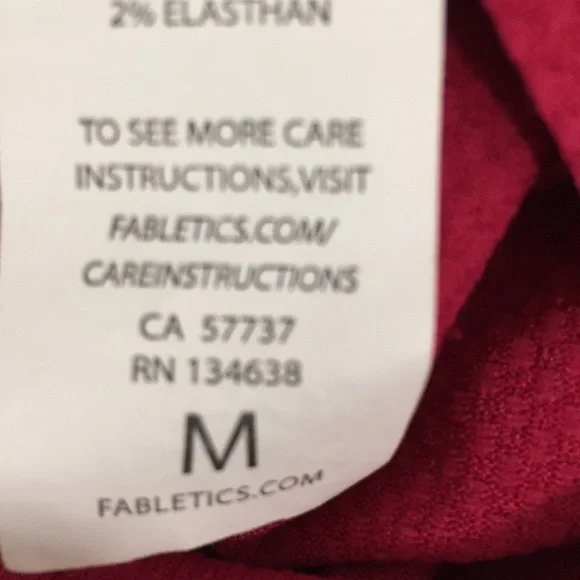 2% ELASTHAN
TO SEE MORE CARE
INSTRUCTIONS,VISIT
FABLETICS.COM/
CAREINSTRUCTIONS
CA 57737
RN 134638
M
FABLETICS.COM